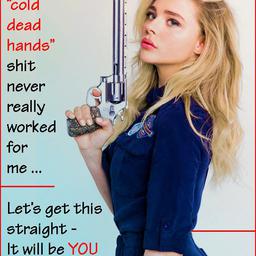 "cold
dead
hands"
shit
never
really
worked
for
me ...
Let's get this
straight -
It will be YOU